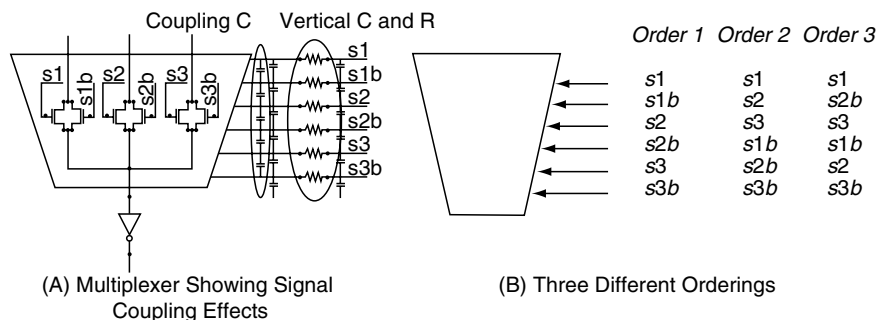 Coupling C
Vertical C and R
s1
s1b
s2
s2b
s3
s3b
s1
s1b
s2
s2b
s3
s3b
(A) Multiplexer Showing Signal
Coupling Effects
Order 1 Order 2 Order 3
s1 s1 s1
s1b s2 s2b
s2 s3 s3
s2b s1b s1b
s3 s2b s2
s3b s3b s3b
(B) Three Different Orderings